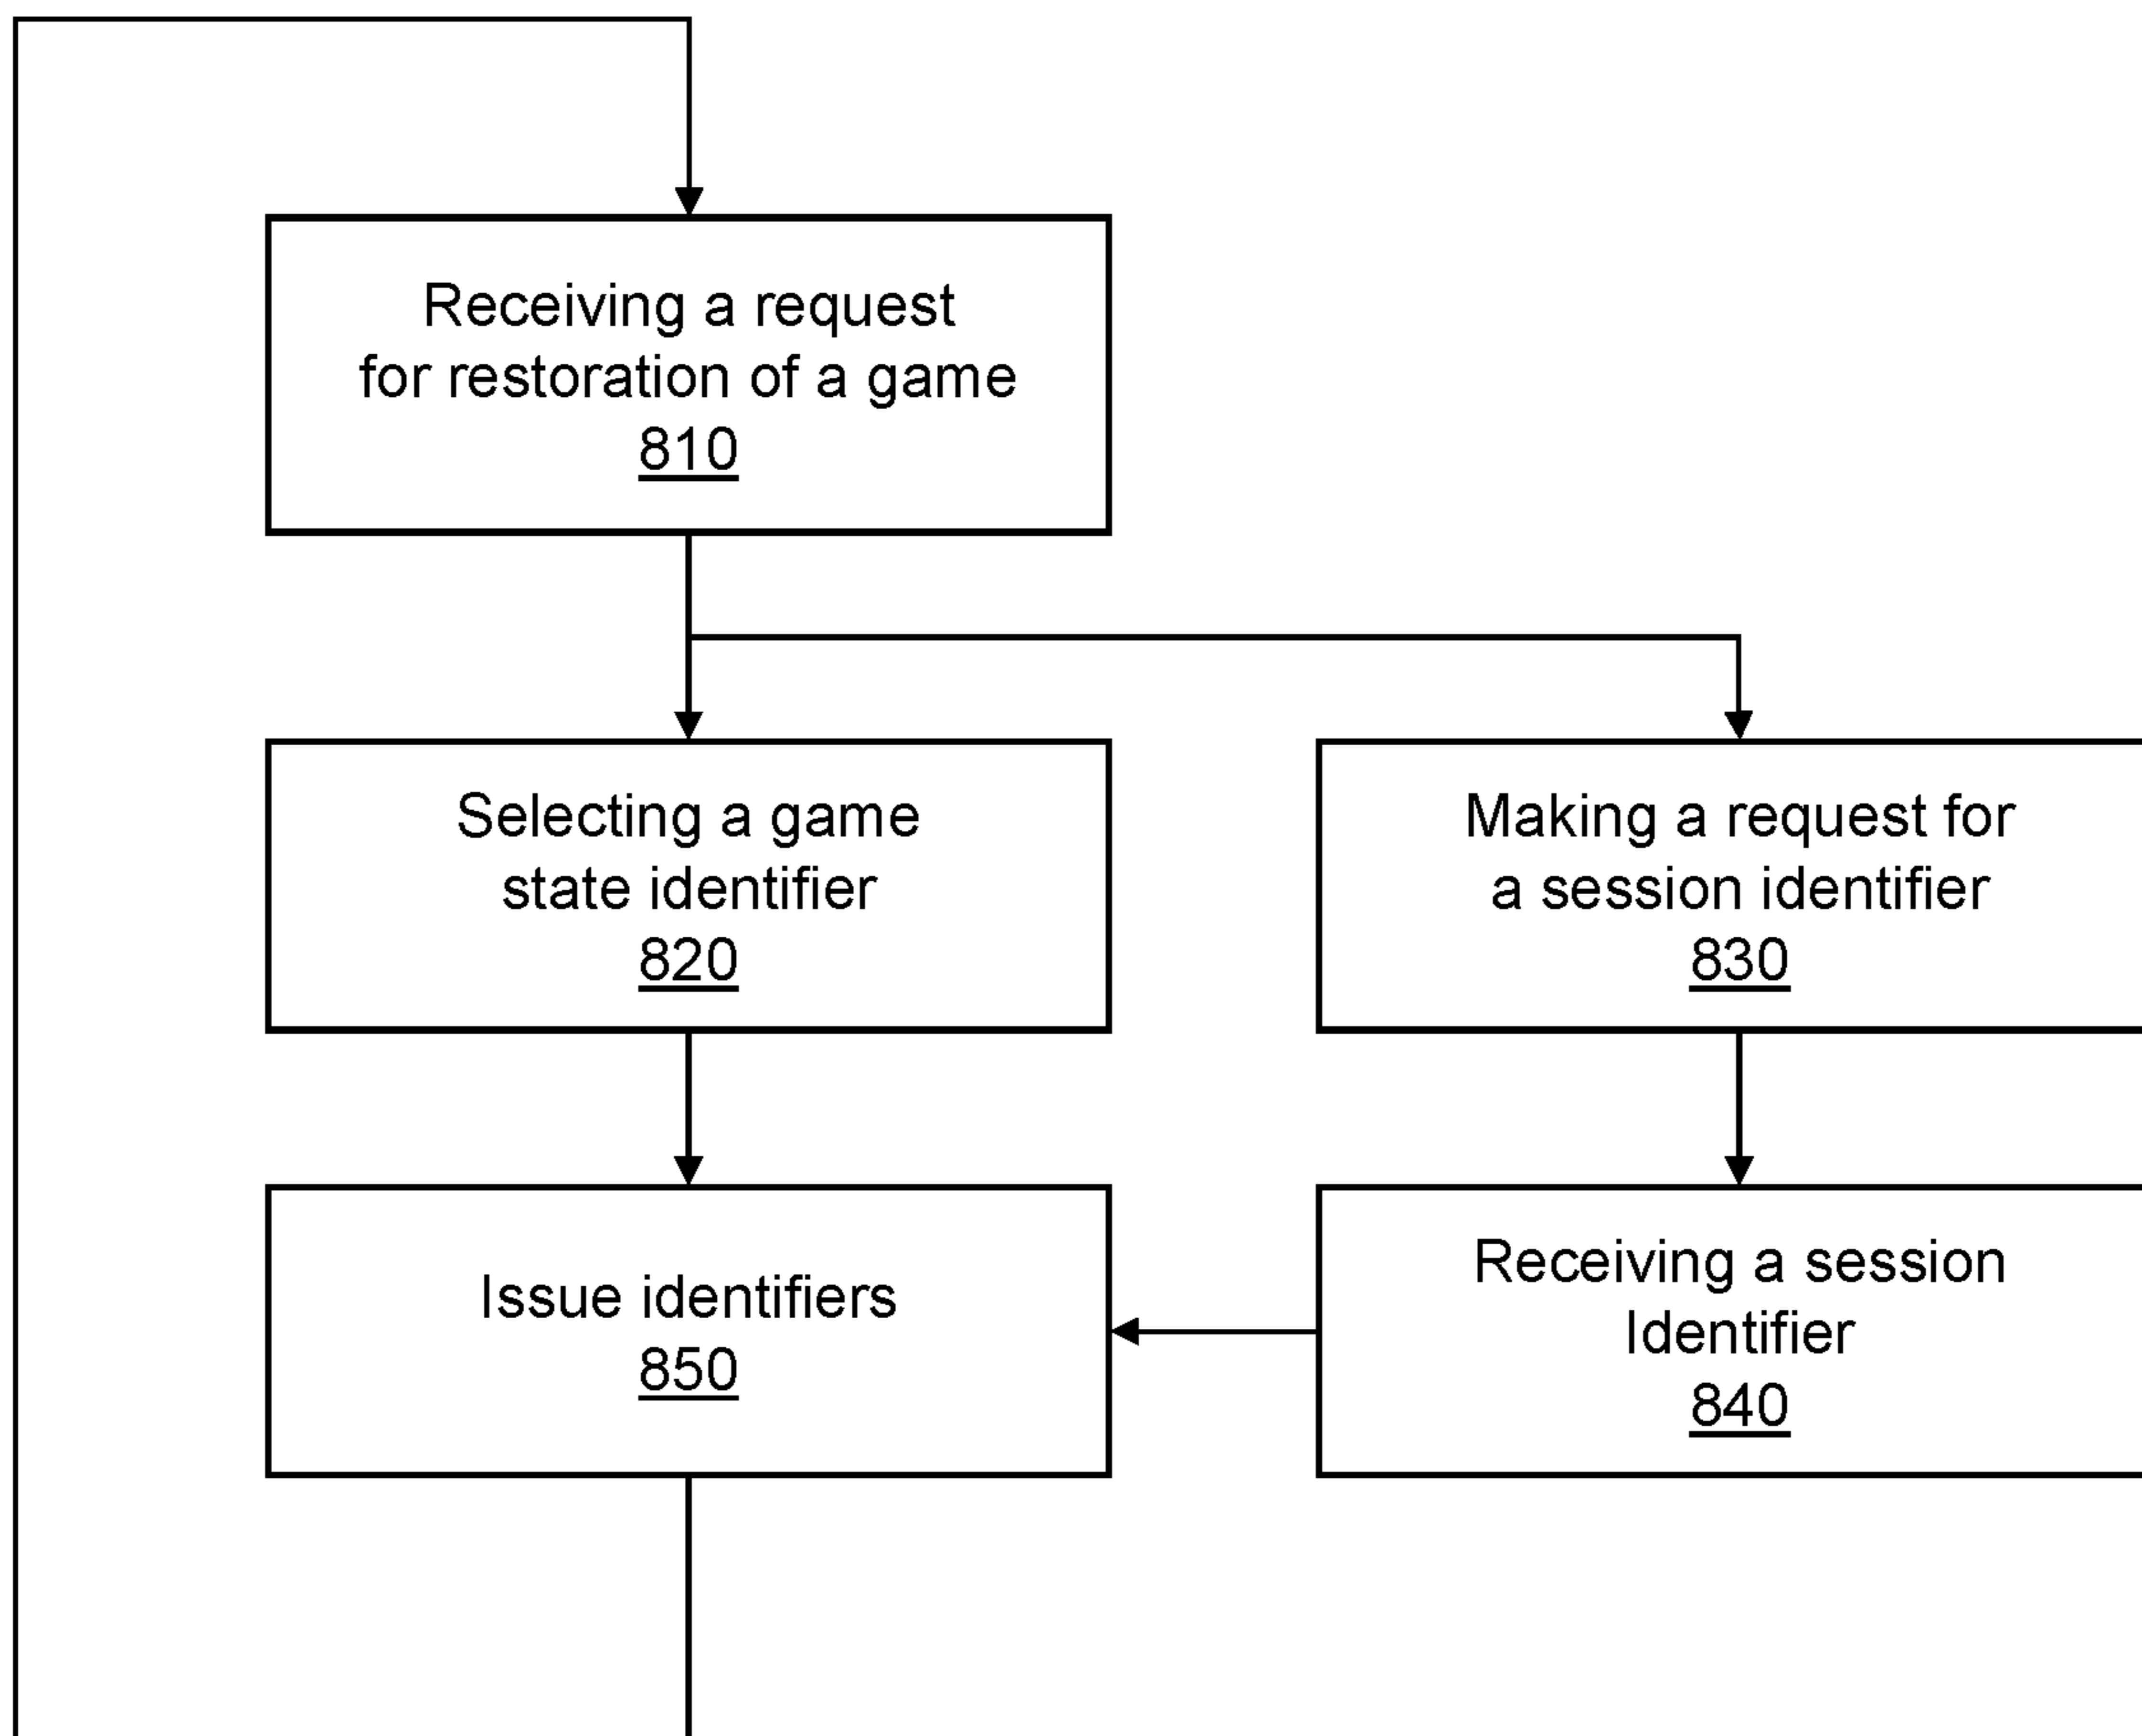 Receiving a request
for restoration of a game
810
Selecting a game
state identifier
820
Making a request for
a session identifier
830
Issue identifiers
850
Receiving a session
Identifier
840